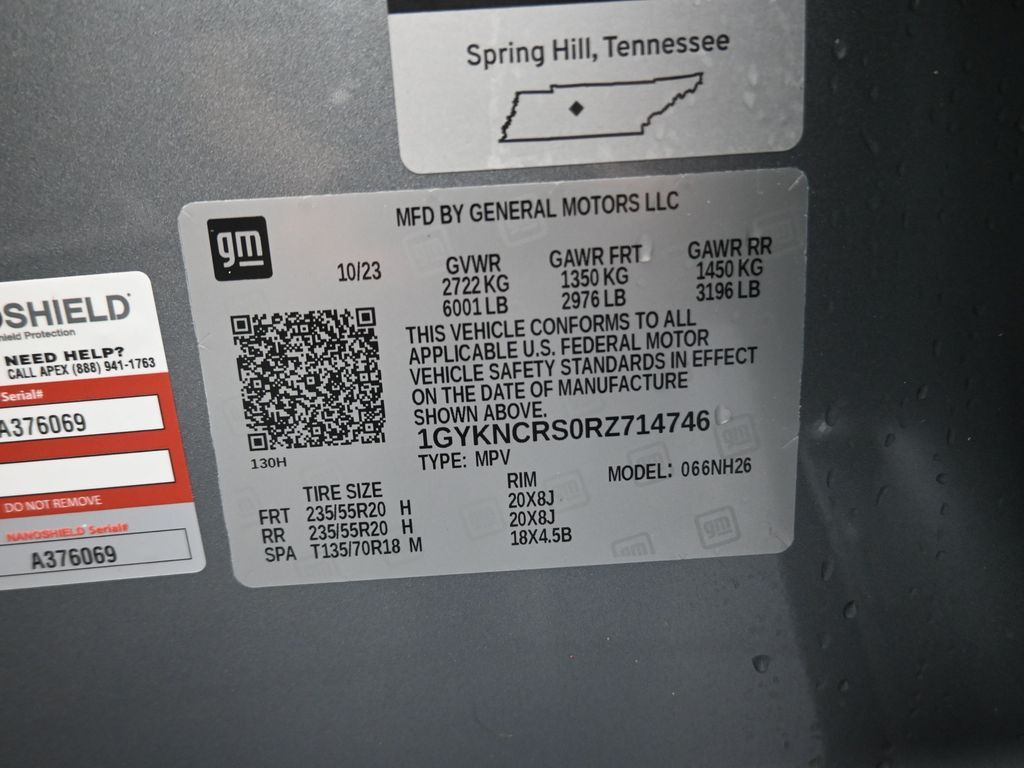 Spring Hill, Tennessee
gm
MFD BY GENERAL MOTORS LLC
10/23
GVWR
2722 KG
6001 LB
GAWR FRT
1350 KG
2976 LB
GAWR RR
1450 KG
3196 LB
THIS VEHICLE CONFORMS TO ALL
APPLICABLE U.S. FEDERAL MOTOR
VEHICLE SAFETY STANDARDS IN EFFECT
ON THE DATE OF MANUFACTURE
SHOWN ABOVE.
1GYKNCRS0RZ714746
TYPE: MPV
MODEL: 066NH26
130H
TIRE SIZE
RIM
FRT 235/55R20 H 20X8J
RR 235/55R20 H 20X8J
SPA T135/70R18 M 18X4.5B
OSHIELD
Protection
NEED HELP?
CALL APEX (888) 941-1763
Serial#
A376069
DO NOT REMOVE
NANOSHIELD Serial#
A376069